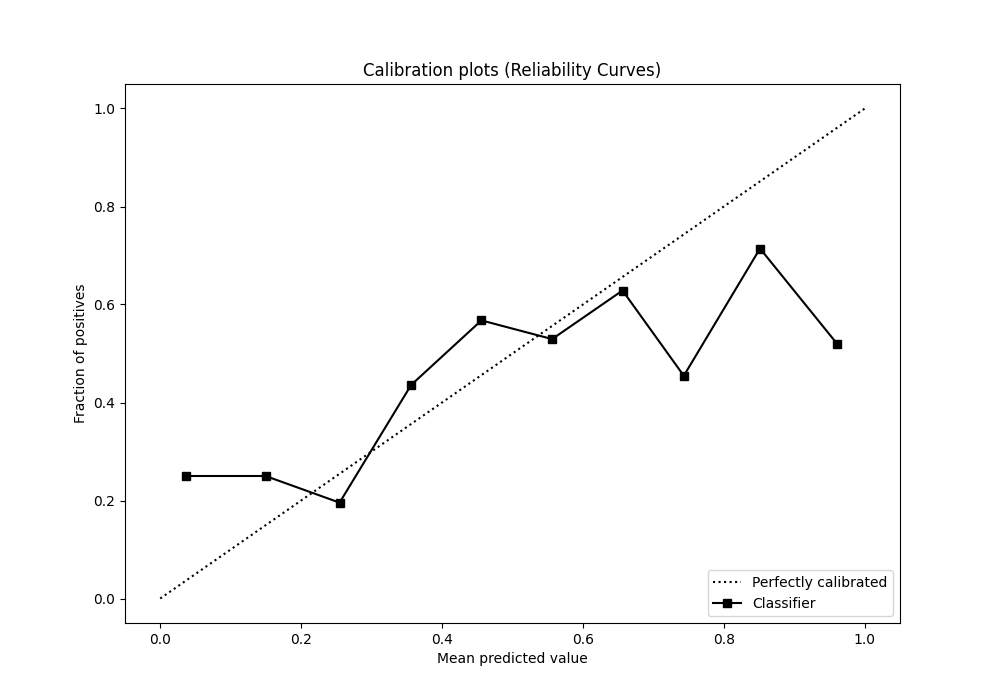 Calibration plots (Reliability Curves)
1.0
0.8
0.6
0.4
0.2
0.0
Fraction of positives
0.0 0.2 0.4 0.6 0.8 1.0
Mean predicted value
Perfectly calibrated
Classifier